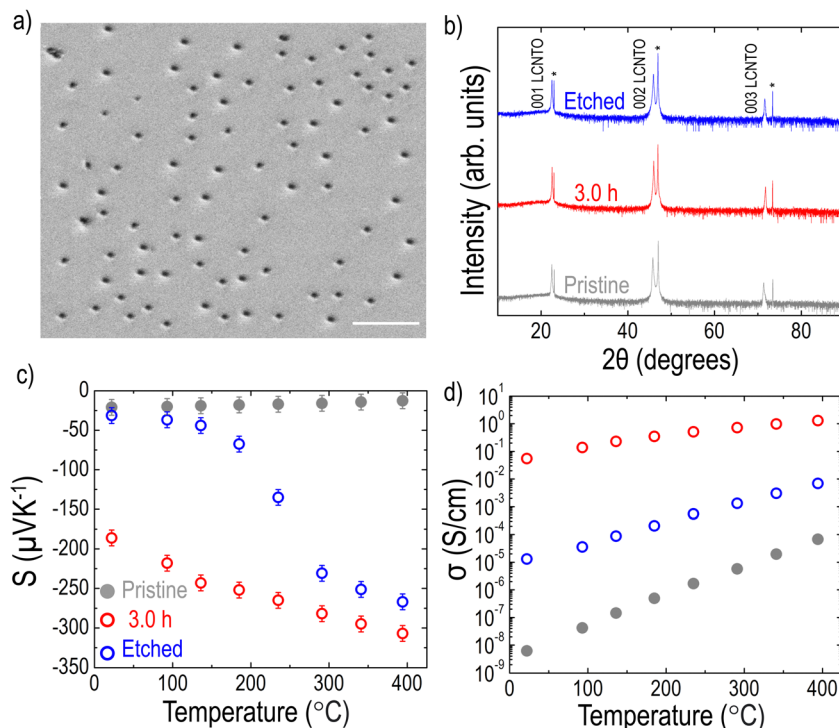 a)
b)
Intensity (arb. units)
001 LCNTO
*
002 LCNTO
*
003 LCNTO
*
Etched
3.0 h
Pristine
20
40
60
80
2θ (degrees)
c)
S (µVK⁻¹)
0
-25
-50
-100
-150
-200
-250
-300
-350
Pristine
3.0 h
Etched
0
100
200
300
400
Temperature (°C)
d)
σ (S/cm)
10¹
10⁰
10⁻¹
10⁻²
10⁻³
10⁻⁴
10⁻⁵
10⁻⁶
10⁻⁷
10⁻⁸
10⁻⁹
0
100
200
300
400
Temperature (°C)